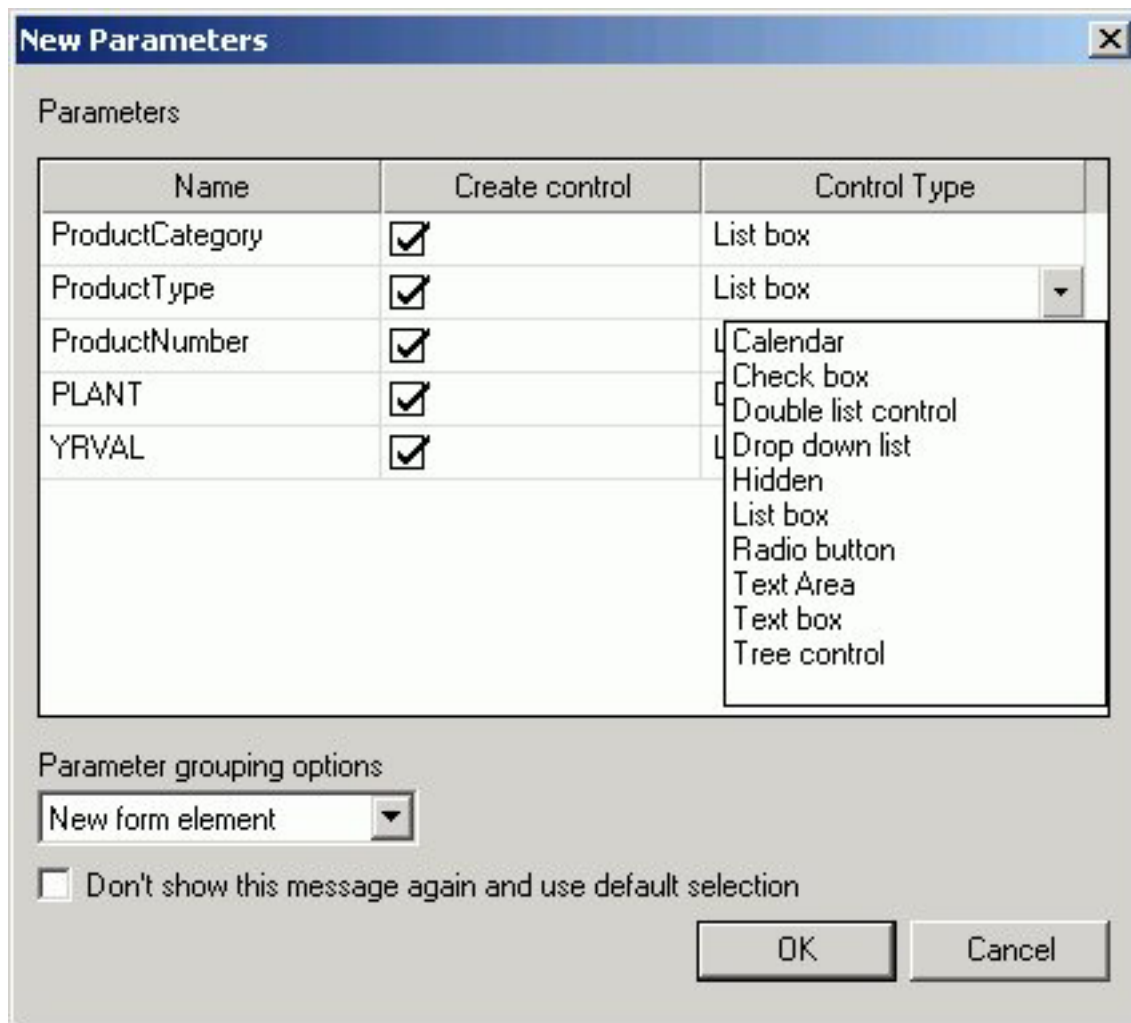 New Parameters
Parameters
Name Create control Control Type
ProductCategory List box
ProductType List box
ProductNumber L
PLANT
YRVAL L
Calendar
Check box
Double list control
Drop down list
Hidden
List box
Radio button
Text Area
Text box
Tree control
Parameter grouping options
New form element
Don't show this message again and use default selection
OK Cancel